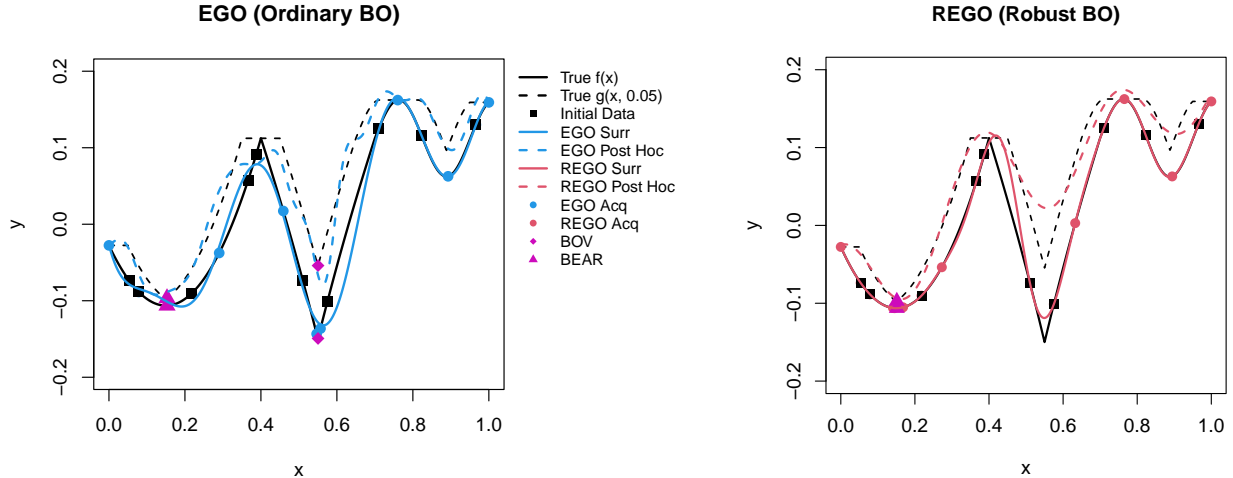 EGO (Ordinary BO)
0.2
0.1
0.0
−0.1
−0.2
y
0.0 0.2 0.4 0.6 0.8 1.0
x
True f(x)
True g(x, 0.05)
Initial Data
EGO Surr
EGO Post Hoc
REGO Surr
REGO Post Hoc
EGO Acq
REGO Acq
BOV
BEAR
REGO (Robust BO)
0.2
0.1
0.0
−0.1
−0.2
y
0.0 0.2 0.4 0.6 0.8 1.0
x